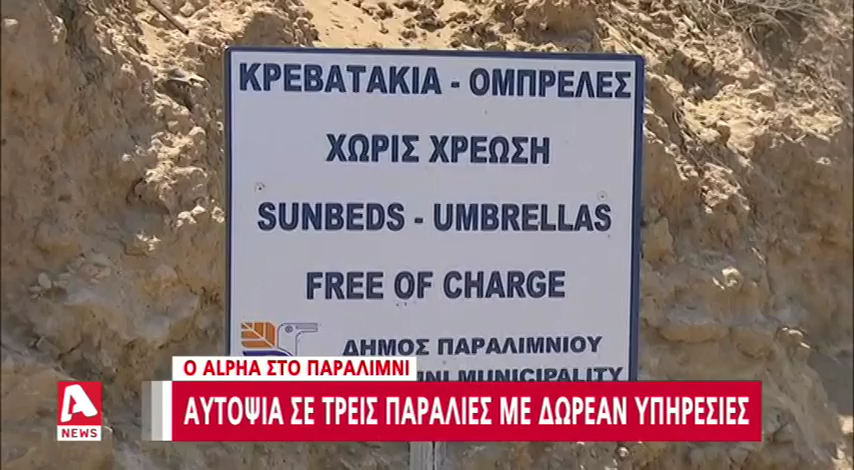 ΚΡΕΒΑΤΑΚΙΑ - ΟΜΠΡΕΛΕΣ
ΧΩΡΙΣ ΧΡΕΩΣΗ
SUNBEDS - UMBRELLAS
FREE OF CHARGE
ΔΗΜΟΣ ΠΑΡΑΛΙΜΝΙΟΥ
MUNICIPALITY
Ο ALPHA ΣΤΟ ΠΑΡΑΛΙΜΝΙ
ΑΥΤΟΨΙΑ ΣΕ ΤΡΕΙΣ ΠΑΡΑΛΙΕΣ ΜΕ ΔΩΡΕΑΝ ΥΠΗΡΕΣΙΕΣ
A
NEWS